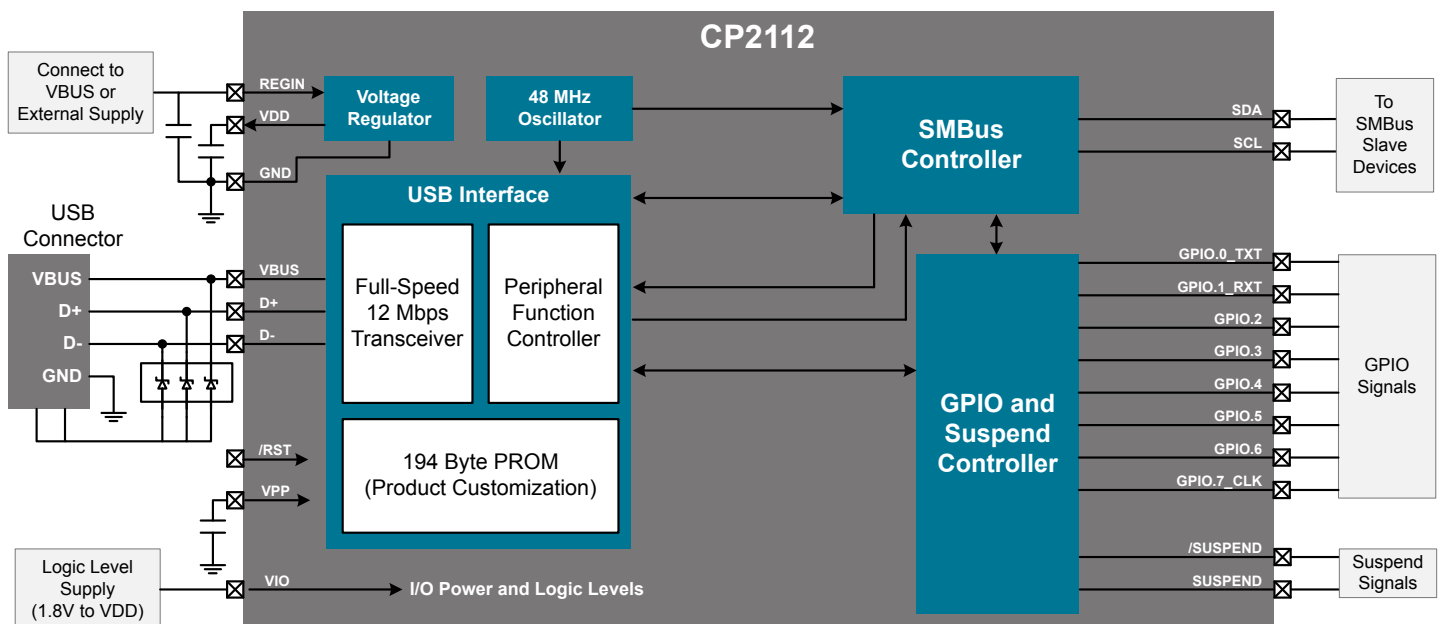 CP2112
Connect to
VBUS or
External Supply
REGIN
VDD
GND
Voltage
Regulator
48 MHz
Oscillator
SMBus
Controller
SDA
SCL
To
SMBus
Slave
Devices
USB
Connector
VBUS
D+
D-
GND
VBUS
D+
D-
USB Interface
Full-Speed
12 Mbps
Transceiver
Peripheral
Function
Controller
194 Byte PROM
(Product Customization)
/RST
VPP
GPIO and
Suspend
Controller
GPIO.0_TXT
GPIO.1_RXT
GPIO.2
GPIO.3
GPIO.4
GPIO.5
GPIO.6
GPIO.7_CLK
GPIO
Signals
/SUSPEND
SUSPEND
Suspend
Signals
Logic Level
Supply
(1.8V to VDD)
VIO
I/O Power and Logic Levels